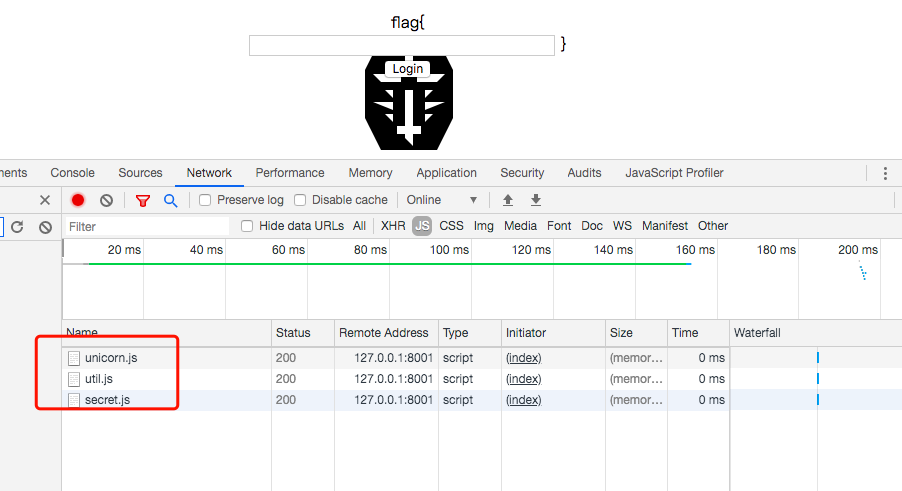 flag{
}
Login
ments Console Sources Network Performance Memory Application Security Audits JavaScript Profiler
Preserve log Disable cache Online
Filter Hide data URLs All XHR JS CSS Img Media Font Doc WS Manifest Other
20 ms 40 ms 60 ms 80 ms 100 ms 120 ms 140 ms 160 ms 180 ms 200 ms
Name Status Remote Address Type Initiator Size Time Waterfall
unicorn.js 200 127.0.0.1:8001 script (index) (memor... 0 ms
util.js 200 127.0.0.1:8001 script (index) (memor... 0 ms
secret.js 200 127.0.0.1:8001 script (index) (memor... 0 ms